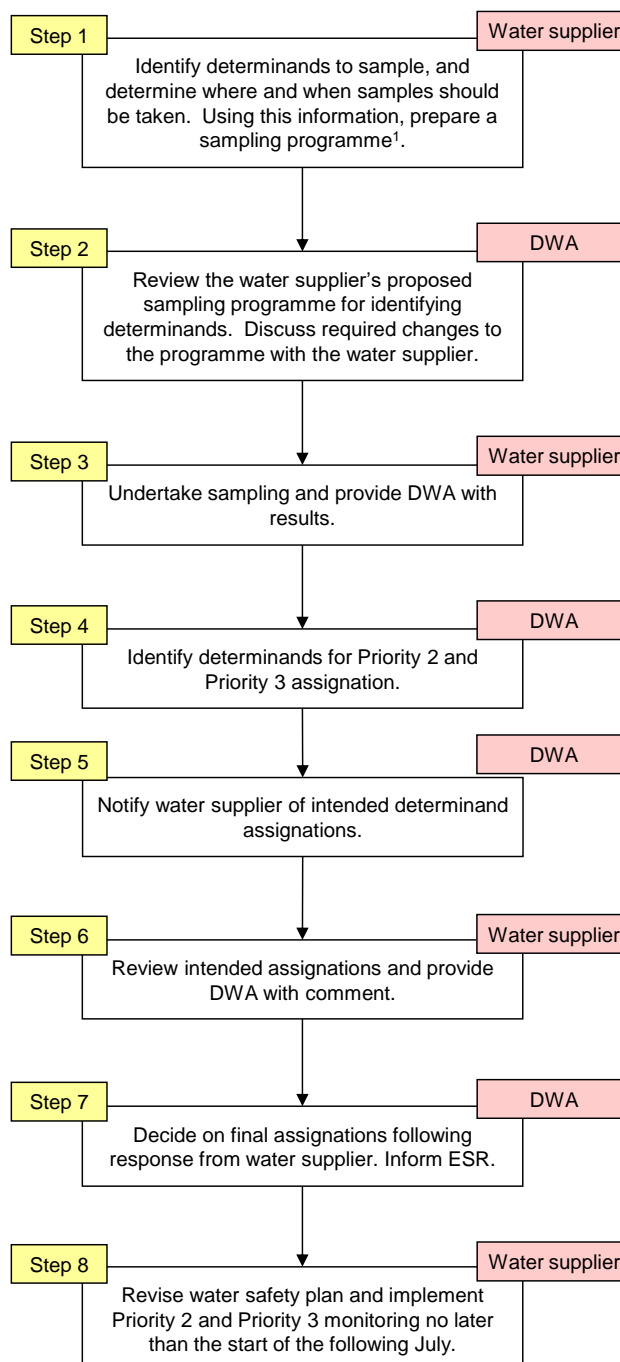 Step 1
Water supplier
Identify determinands to sample, and
determine where and when samples should
be taken. Using this information, prepare a
sampling programme¹.
Step 2
DWA
Review the water supplier’s proposed
sampling programme for identifying
determinands. Discuss required changes to
the programme with the water supplier.
Step 3
Water supplier
Undertake sampling and provide DWA with
results.
Step 4
DWA
Identify determinands for Priority 2 and
Priority 3 assignation.
Step 5
DWA
Notify water supplier of intended determinand
assignations.
Step 6
Water supplier
Review intended assignations and provide
DWA with comment.
Step 7
DWA
Decide on final assignations following
response from water supplier. Inform ESR.
Step 8
Water supplier
Revise water safety plan and implement
Priority 2 and Priority 3 monitoring no later
than the start of the following July.